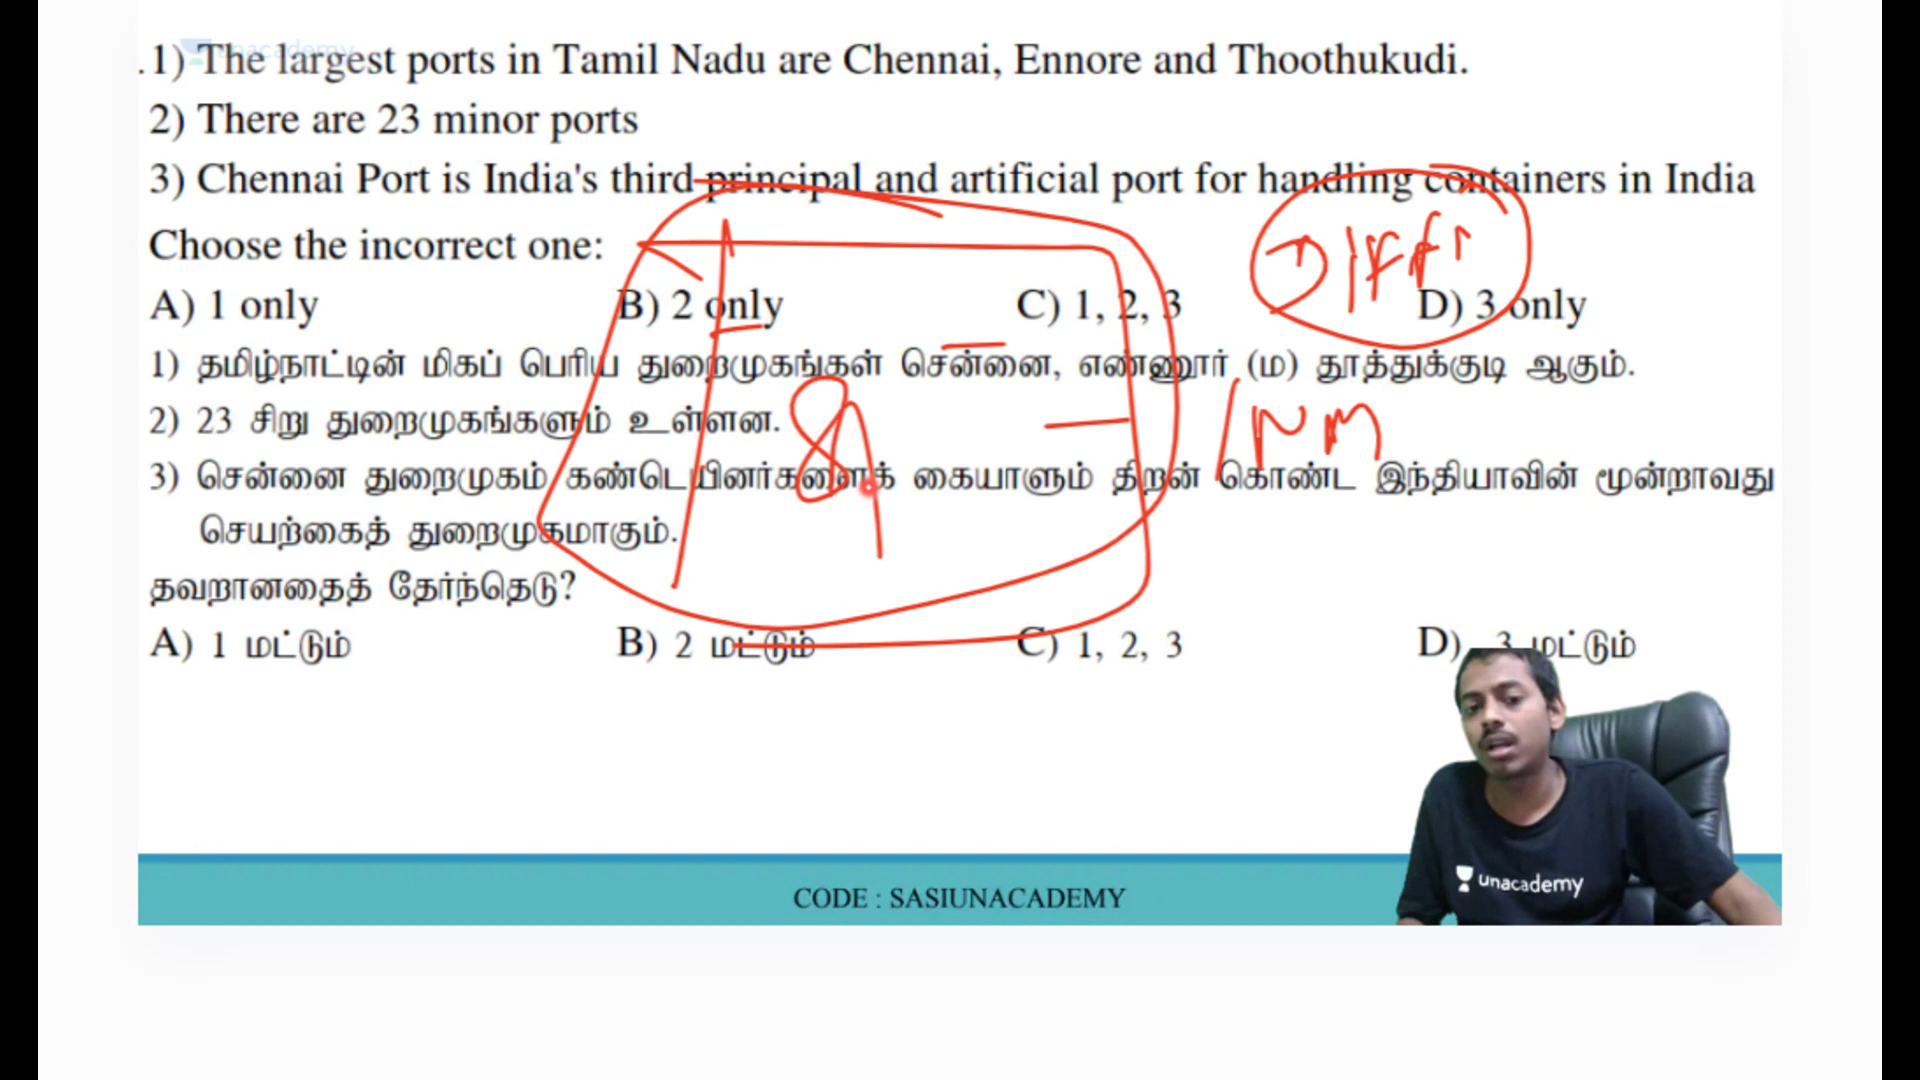 .1) The largest ports in Tamil Nadu are Chennai, Ennore and Thoothukudi.
2) There are 23 minor ports
3) Chennai Port is India's third principal and artificial port for handling containers in India
Choose the incorrect one:
A) 1 only B) 2 only C) 1, 2, 3 D) 3 only
1) தமிழ்நாட்டின் மிகப் பெரிய துறைமுகங்கள் சென்னை, எண்ணூர் (ம) தூத்துக்குடி ஆகும்.
2) 23 சிறு துறைமுகங்களும் உள்ளன.
3) சென்னை துறைமுகம் கண்டெயினர்களைக் கையாளும் திறன் கொண்ட இந்தியாவின் மூன்றாவது
செயற்கைத் துறைமுகமாகும்.
தவறானதைத் தேர்ந்தெடு?
A) 1 மட்டும் B) 2 மட்டும் C) 1, 2, 3 D) 3 மட்டும்
unacademy
CODE : SASIUNACADEMY